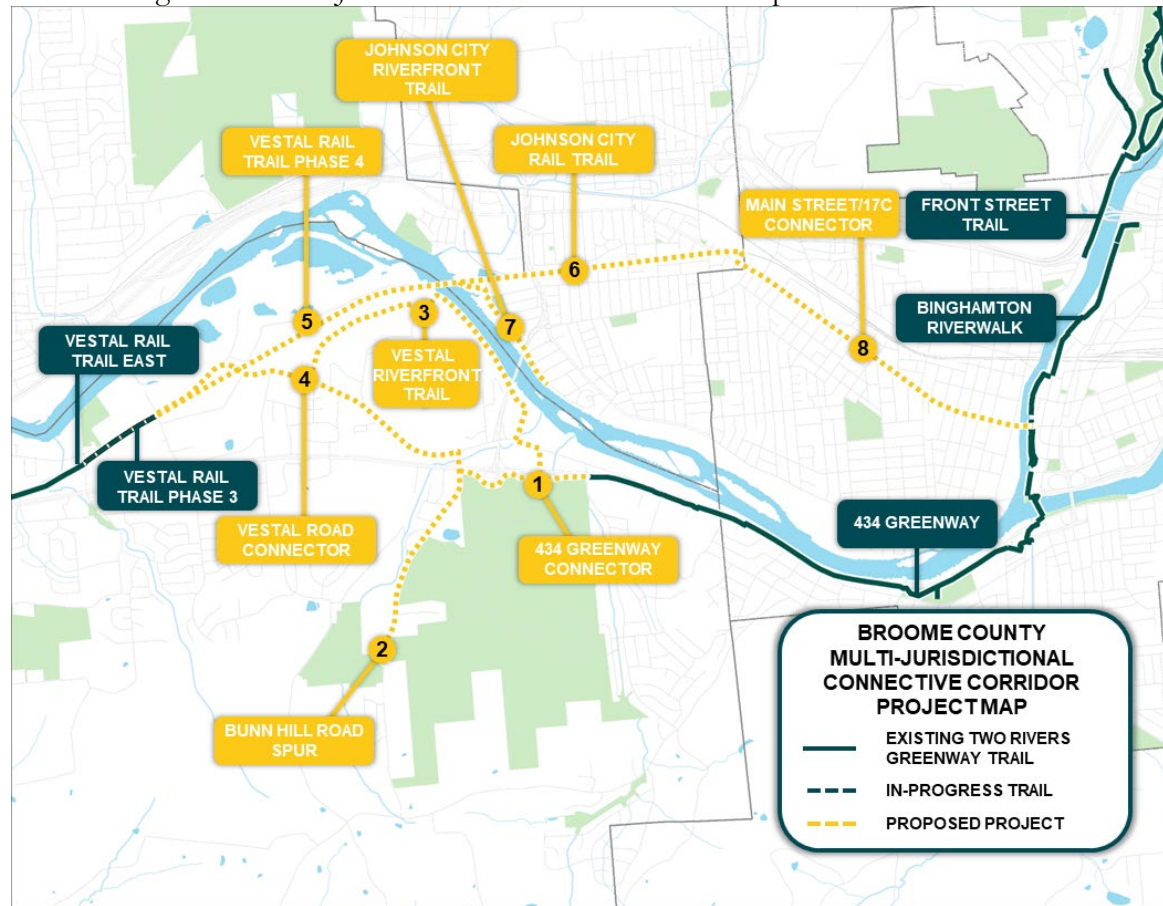 JOHNSON CITY
RIVERFRONT
TRAIL
VESTAL RAIL
TRAIL PHASE 4
JOHNSON CITY
RAIL TRAIL
MAIN STREET/17C
CONNECTOR
FRONT STREET
TRAIL
BINGHAMTON
RIVERWALK
6
5
3
7
8
VESTAL RAIL
TRAIL EAST
VESTAL
RIVERFRONT
TRAIL
4
VESTAL RAIL
TRAIL PHASE 3
1
VESTAL ROAD
CONNECTOR
434 GREENWAY
CONNECTOR
434 GREENWAY
2
BUNN HILL ROAD
SPUR
BROOME COUNTY
MULTI-JURISDICTIONAL
CONNECTIVE CORRIDOR
PROJECT MAP
EXISTING TWO RIVERS
GREENWAY TRAIL
IN-PROGRESS TRAIL
PROPOSED PROJECT